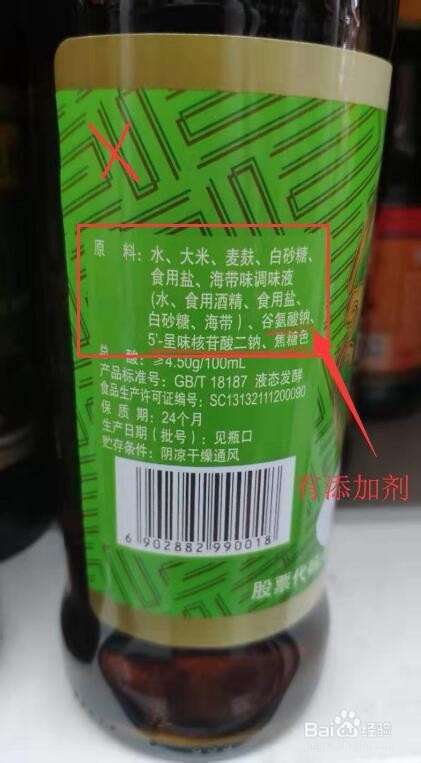 原 料：水、大米、麦麸、白砂糖、
食用盐、海带味调味液
(水、食用酒精、食用盐、
白砂糖、海带)、谷氨酸钠、
5'-呈味核苷酸二钠、焦糖色
总 酸：≥4.50g/100mL
产品标准号：GB/T 18187 液态发酵
食品生产许可证编号：SC13132111200090
保 质 期：24个月
生产日期（批号）：见瓶口
贮存条件：阴凉干燥通风
有添加剂
6 902882 990018
股票代码
Bai 经验